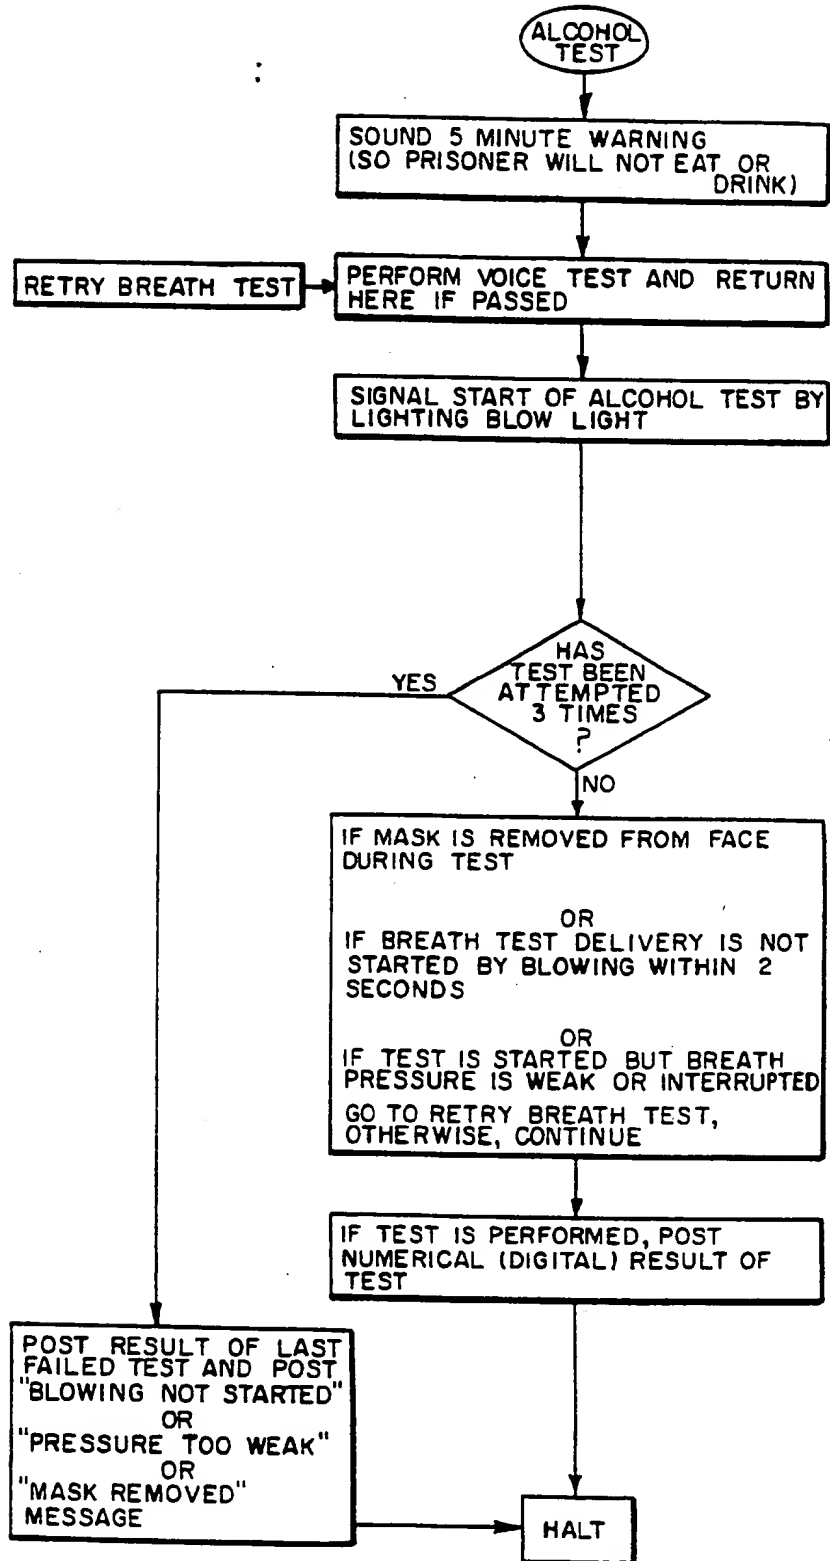 ALCOHOL
TEST
SOUND 5 MINUTE WARNING
(SO PRISONER WILL NOT EAT OR
DRINK)
RETRY BREATH TEST
PERFORM VOICE TEST AND RETURN
HERE IF PASSED
SIGNAL START OF ALCOHOL TEST BY
LIGHTING BLOW LIGHT
HAS
TEST BEEN
ATTEMPTED
3 TIMES
?
YES
NO
IF MASK IS REMOVED FROM FACE
DURING TEST
OR
IF BREATH TEST DELIVERY IS NOT
STARTED BY BLOWING WITHIN 2
SECONDS
OR
IF TEST IS STARTED BUT BREATH
PRESSURE IS WEAK OR INTERRUPTED
GO TO RETRY BREATH TEST,
OTHERWISE, CONTINUE
IF TEST IS PERFORMED, POST
NUMERICAL (DIGITAL) RESULT OF
TEST
POST RESULT OF LAST
FAILED TEST AND POST
"BLOWING NOT STARTED"
OR
"PRESSURE TOO WEAK"
OR
"MASK REMOVED"
MESSAGE
HALT